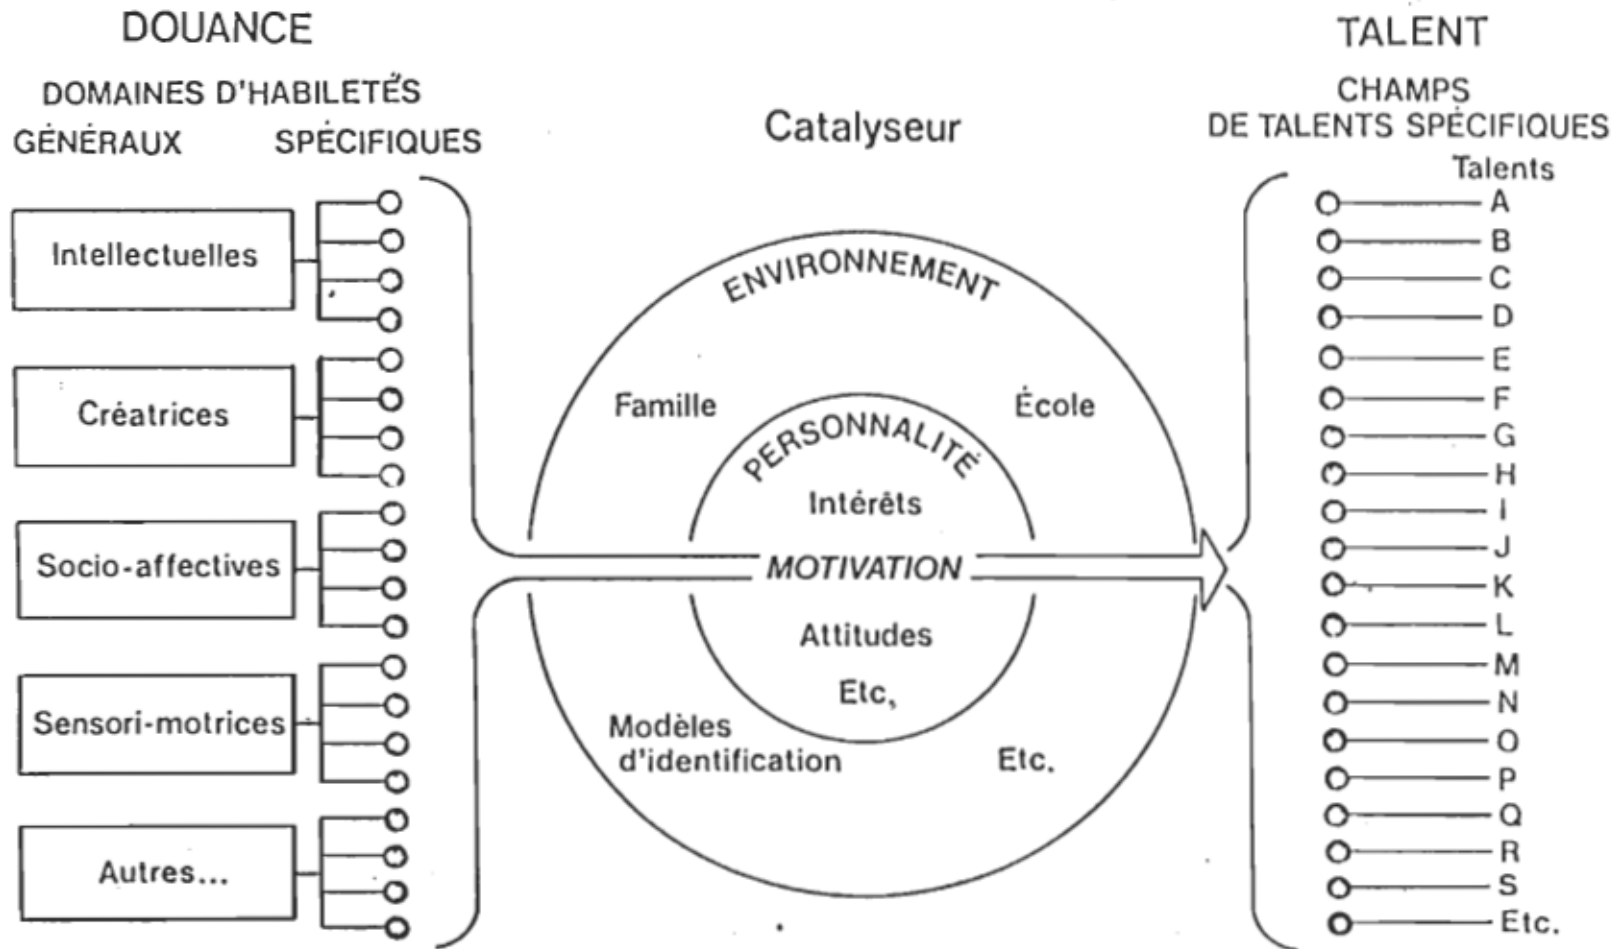 DOUANCE
DOMAINES D'HABILETÉS
GÉNÉRAUX
SPÉCIFIQUES
Intellectuelles
Créatrices
Socio-affectives
Sensori-motrices
Autres...
Catalyseur
ENVIRONNEMENT
Famille
École
PERSONNALITÉ
Intérêts
MOTIVATION
Attitudes
Etc,
Modèles
d'identification
Etc.
TALENT
CHAMPS
DE TALENTS SPÉCIFIQUES
Talents
A
B
C
D
E
F
G
H
I
J
K
L
M
N
O
P
Q
R
S
Etc.